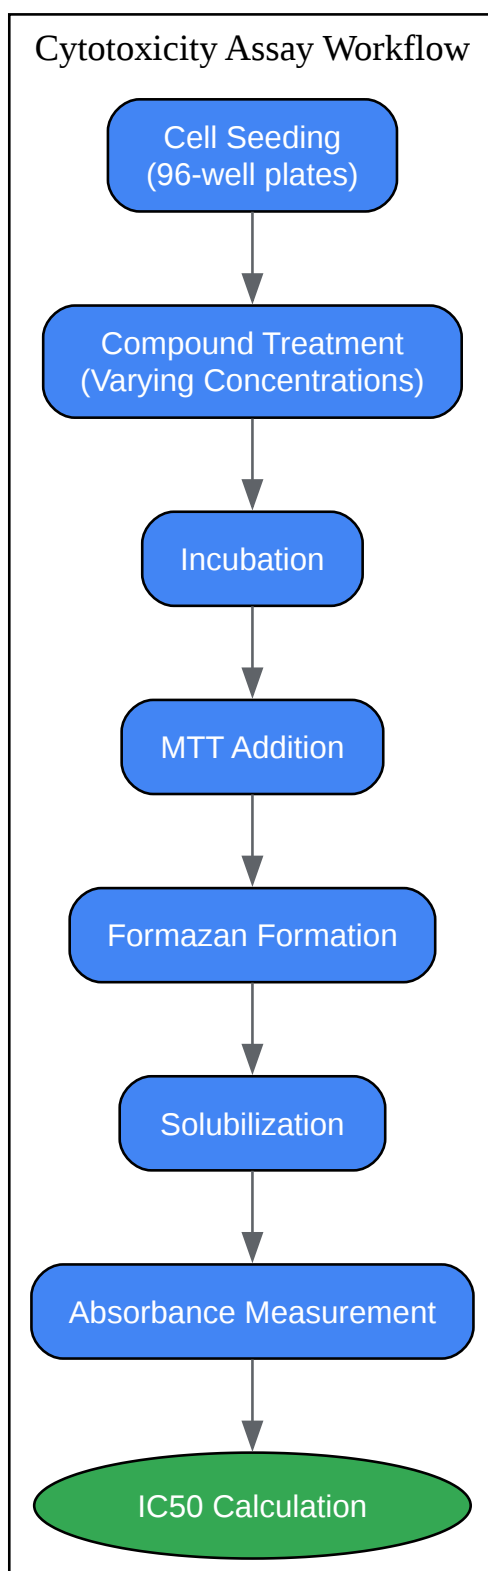 Cytotoxicity Assay Workflow
Cell Seeding
(96-well plates)
Compound Treatment
(Varying Concentrations)
Incubation
MTT Addition
Formazan Formation
Solubilization
Absorbance Measurement
IC50 Calculation